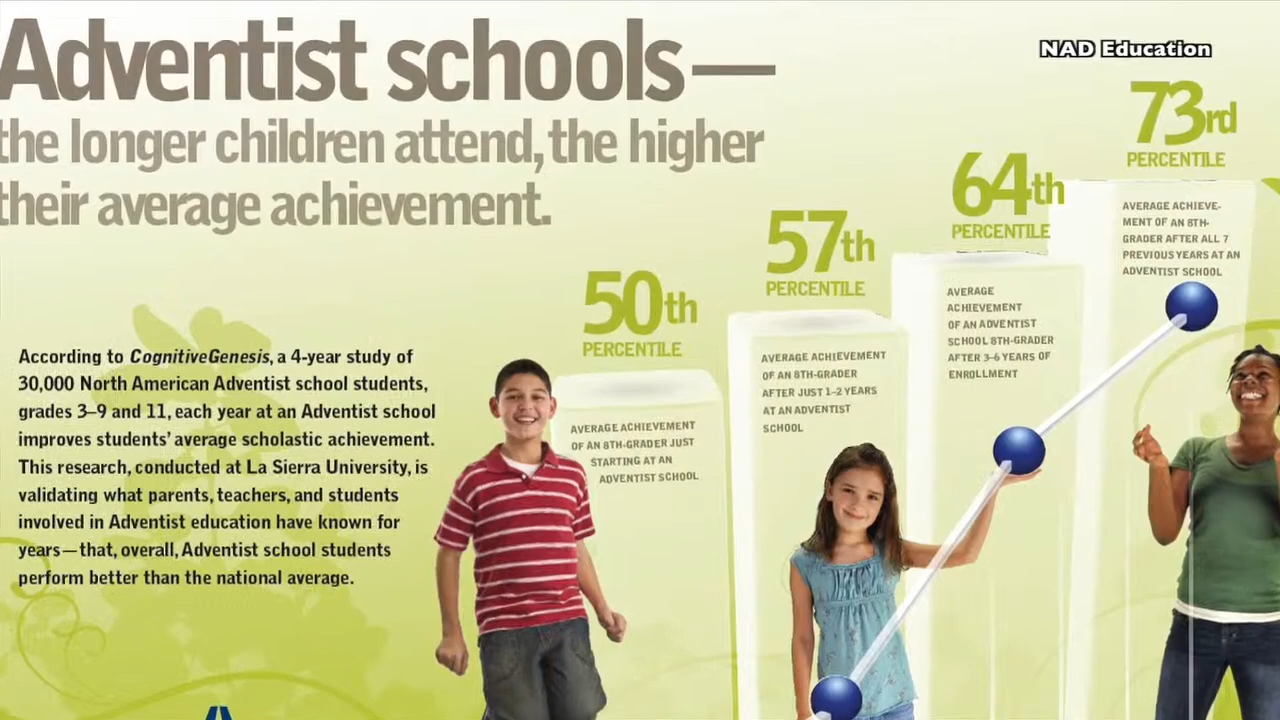 Adventist schools—
the longer children attend, the higher
their average achievement.
NAD Education
According to CognitiveGenesis, a 4-year study of
30,000 North American Adventist school students,
grades 3–9 and 11, each year at an Adventist school
improves students' average scholastic achievement.
This research, conducted at La Sierra University, is
validating what parents, teachers, and students
involved in Adventist education have known for
years—that, overall, Adventist school students
perform better than the national average.
50th
PERCENTILE
AVERAGE ACHIEVEMENT
OF AN 8TH-GRADER JUST
STARTING AT AN
ADVENTIST SCHOOL
57th
PERCENTILE
AVERAGE ACHIEVEMENT
OF AN 8TH-GRADER
AFTER JUST 1–2 YEARS
AT AN ADVENTIST
SCHOOL
64th
PERCENTILE
AVERAGE
ACHIEVEMENT
OF AN ADVENTIST
SCHOOL 8TH-GRADER
AFTER 3–6 YEARS OF
ENROLLMENT
73rd
PERCENTILE
AVERAGE ACHIEVE-
MENT OF AN 8TH-
GRADER AFTER ALL 7
PREVIOUS YEARS AT AN
ADVENTIST SCHOOL